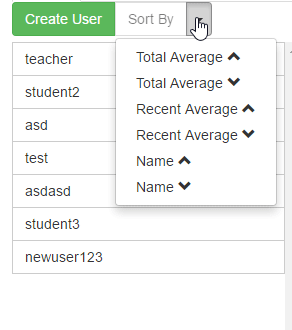 Create User Sort By
teacher
student2
asd
test
asdasd
student3
newuser123
Total Average
Total Average
Recent Average
Recent Average
Name
Name